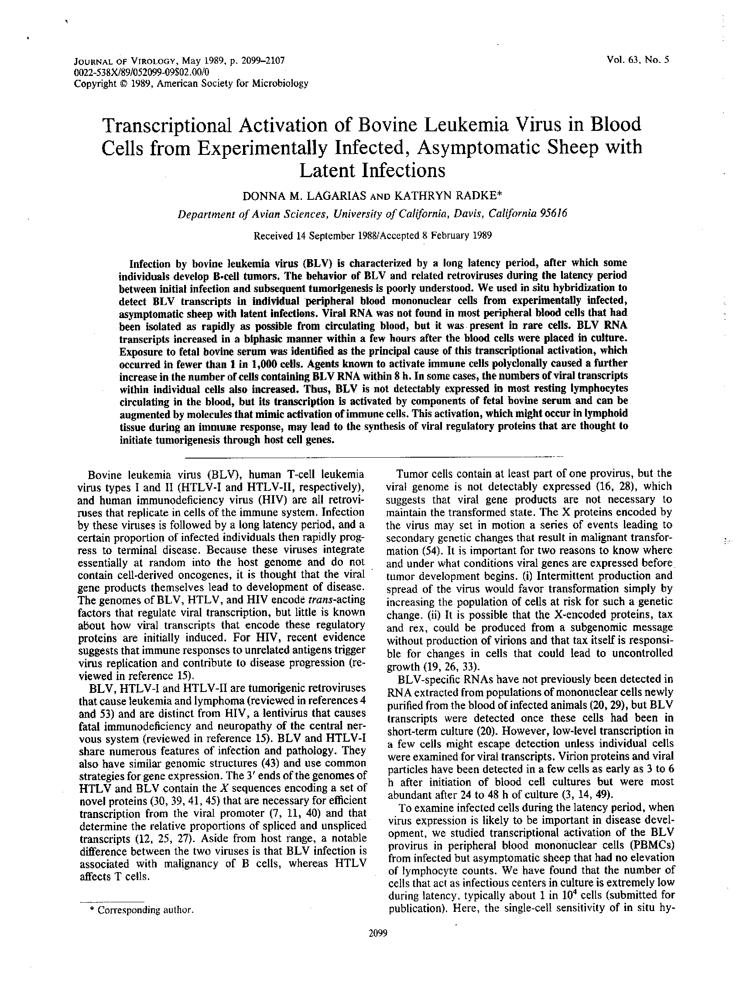 JOURNAL OF VIROLOGY, May 1989, p. 2099–2107
0022-538X/89/052099-09$02.00/0
Copyright © 1989, American Society for Microbiology
Vol. 63, No. 5
Transcriptional Activation of Bovine Leukemia Virus in Blood
Cells from Experimentally Infected, Asymptomatic Sheep with
Latent Infections
DONNA M. LAGARIAS AND KATHRYN RADKE*
Department of Avian Sciences, University of California, Davis, California 95616
Received 14 September 1988/Accepted 8 February 1989
Infection by bovine leukemia virus (BLV) is characterized by a long latency period, after which some
individuals develop B-cell tumors. The behavior of BLV and related retroviruses during the latency period
between initial infection and subsequent tumorigenesis is poorly understood. We used in situ hybridization to
detect BLV transcripts in individual peripheral blood mononuclear cells from experimentally infected,
asymptomatic sheep with latent infections. Viral RNA was not found in most peripheral blood cells that had
been isolated as rapidly as possible from circulating blood, but it was present in rare cells. BLV RNA
transcripts increased in a biphasic manner within a few hours after the blood cells were placed in culture.
Exposure to fetal bovine serum was identified as the principal cause of this transcriptional activation, which
occurred in fewer than 1 in 1,000 cells. Agents known to activate immune cells polyclonally caused a further
increase in the number of cells containing BLV RNA within 8 h. In some cases, the numbers of viral transcripts
within individual cells also increased. Thus, BLV is not detectably expressed in most resting lymphocytes
circulating in the blood, but its transcription is activated by components of fetal bovine serum and can be
augmented by molecules that mimic activation of immune cells. This activation, which might occur in lymphoid
tissue during an immune response, may lead to the synthesis of viral regulatory proteins that are thought to
initiate tumorigenesis through host cell genes.
Bovine leukemia virus (BLV), human T-cell leukemia
virus types I and II (HTLV-I and HTLV-II, respectively),
and human immunodeficiency virus (HIV) are all retrovi-
ruses that replicate in cells of the immune system. Infection
by these viruses is followed by a long latency period, and a
certain proportion of infected individuals then rapidly prog-
ress to terminal disease. Because these viruses integrate
essentially at random into the host genome and do not
contain cell-derived oncogenes, it is thought that the viral
gene products themselves lead to development of disease.
The genomes of BLV, HTLV, and HIV encode trans-acting
factors that regulate viral transcription, but little is known
about how viral transcripts that encode these regulatory
proteins are initially induced. For HIV, recent evidence
suggests that immune responses to unrelated antigens trigger
virus replication and contribute to disease progression (re-
viewed in reference 15).
BLV, HTLV-I and HTLV-II are tumorigenic retroviruses
that cause leukemia and lymphoma (reviewed in references 4
and 53) and are distinct from HIV, a lentivirus that causes
fatal immunodeficiency and neuropathy of the central ner-
vous system (reviewed in reference 15). BLV and HTLV-I
share numerous features of infection and pathology. They
also have similar genomic structures (43) and use common
strategies for gene expression. The 3' ends of the genomes of
HTLV and BLV contain the X sequences encoding a set of
novel proteins (30, 39, 41, 45) that are necessary for efficient
transcription from the viral promoter (7, 11, 40) and that
determine the relative proportions of spliced and unspliced
transcripts (12, 25, 27). Aside from host range, a notable
difference between the two viruses is that BLV infection is
associated with malignancy of B cells, whereas HTLV
affects T cells.
* Corresponding author.
Tumor cells contain at least part of one provirus, but the
viral genome is not detectably expressed (16, 28), which
suggests that viral gene products are not necessary to
maintain the transformed state. The X proteins encoded by
the virus may set in motion a series of events leading to
secondary genetic changes that result in malignant transfor-
mation (54). It is important for two reasons to know where
and under what conditions viral genes are expressed before
tumor development begins. (i) Intermittent production and
spread of the virus would favor transformation simply by
increasing the population of cells at risk for such a genetic
change. (ii) It is possible that the X-encoded proteins, tax
and rex, could be produced from a subgenomic message
without production of virions and that tax itself is responsi-
ble for changes in cells that could lead to uncontrolled
growth (19, 26, 33).
BLV-specific RNAs have not previously been detected in
RNA extracted from populations of mononuclear cells newly
purified from the blood of infected animals (20, 29), but BLV
transcripts were detected once these cells had been in
short-term culture (20). However, low-level transcription in
a few cells might escape detection unless individual cells
were examined for viral transcripts. Virion proteins and viral
particles have been detected in a few cells as early as 3 to 6
h after initiation of blood cell cultures but were most
abundant after 24 to 48 h of culture (3, 14, 49).
To examine infected cells during the latency period, when
virus expression is likely to be important in disease devel-
opment, we studied transcriptional activation of the BLV
provirus in peripheral blood mononuclear cells (PBMCs)
from infected but asymptomatic sheep that had no elevation
of lymphocyte counts. We have found that the number of
cells that act as infectious centers in culture is extremely low
during latency, typically about 1 in 10⁴ cells (submitted for
publication). Here, the single-cell sensitivity of in situ hy-
2099